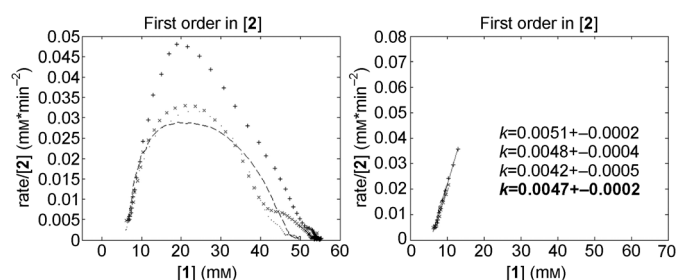 First order in [2]
rate/[2] (mM*min−2)
0.05
0.045
0.04
0.035
0.03
0.025
0.02
0.015
0.01
0.005
0
0 10 20 30 40 50 60
[1] (mM)
First order in [2]
rate/[2] (mM*min−2)
0.08
0.07
0.06
0.05
0.04
0.03
0.02
0.01
0
k=0.0051+−0.0002
k=0.0048+−0.0004
k=0.0042+−0.0005
k=0.0047+−0.0002
10 20 30 40 50 60 70
[1] (mM)